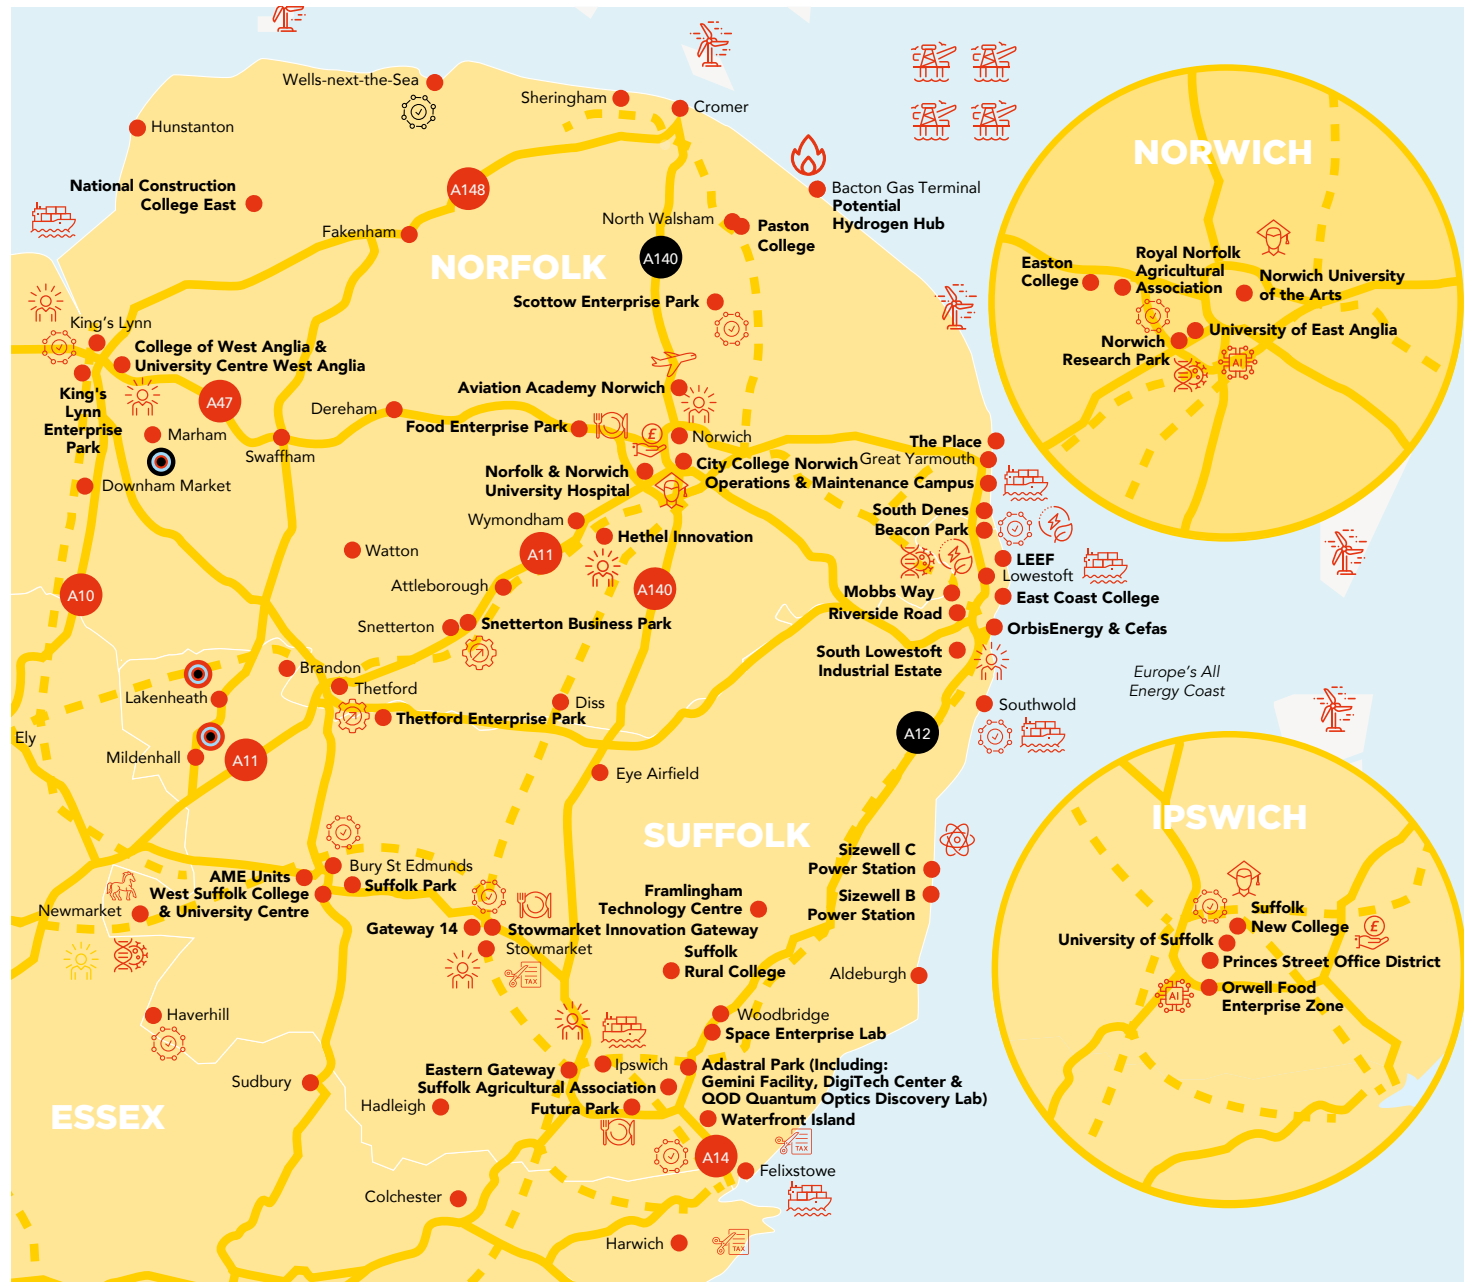 Wells-next-the-Sea
Sheringham
Cromer
Hunstanton
National Construction
College East
A148
Fakenham
Bacton Gas Terminal
Potential
Hydrogen Hub
North Walsham
Paston
College
A140
NORFOLK
Scottow Enterprise Park
NORWICH
Easton
College
Royal Norfolk
Agricultural
Association
Norwich University
of the Arts
University of East Anglia
Norwich
Research Park
AI
King's Lynn
College of West Anglia &
University Centre West Anglia
King's
Lynn
Enterprise
Park
A47
Marham
Swaffham
Dereham
Downham Market
Aviation Academy Norwich
Food Enterprise Park
£
Norwich
City College Norwich
Norfolk & Norwich
University Hospital
The Place
Great Yarmouth
Operations & Maintenance Campus
South Denes
Beacon Park
Wymondham
Hethel Innovation
A11
Watton
Attleborough
A140
LEEF
Lowestoft
Mobbs Way
East Coast College
Riverside Road
OrbisEnergy & Cefas
A10
Snetterton
Snetterton Business Park
South Lowestoft
Industrial Estate
Europe's All
Energy Coast
Brandon
Thetford
Lakenheath
Thetford Enterprise Park
Diss
Southwold
A12
Ely
Mildenhall
A11
Eye Airfield
SUFFOLK
IPSWICH
Sizewell C
Power Station
Sizewell B
Power Station
Bury St Edmunds
AME Units
Suffolk Park
West Suffolk College
& University Centre
Newmarket
Framlingham
Technology Centre
Gateway 14
Stowmarket Innovation Gateway
Stowmarket
TAX
Suffolk
Rural College
Aldeburgh
Suffolk
New College
£
University of Suffolk
Princes Street Office District
AI
Orwell Food
Enterprise Zone
Haverhill
Woodbridge
Space Enterprise Lab
Sudbury
Ipswich
Eastern Gateway
Suffolk Agricultural Association
Adastral Park (Including:
Gemini Facility, DigiTech Center &
QOD Quantum Optics Discovery Lab)
Hadleigh
Futura Park
Waterfront Island
ESSEX
TAX
A14
Felixstowe
Colchester
Harwich
TAX